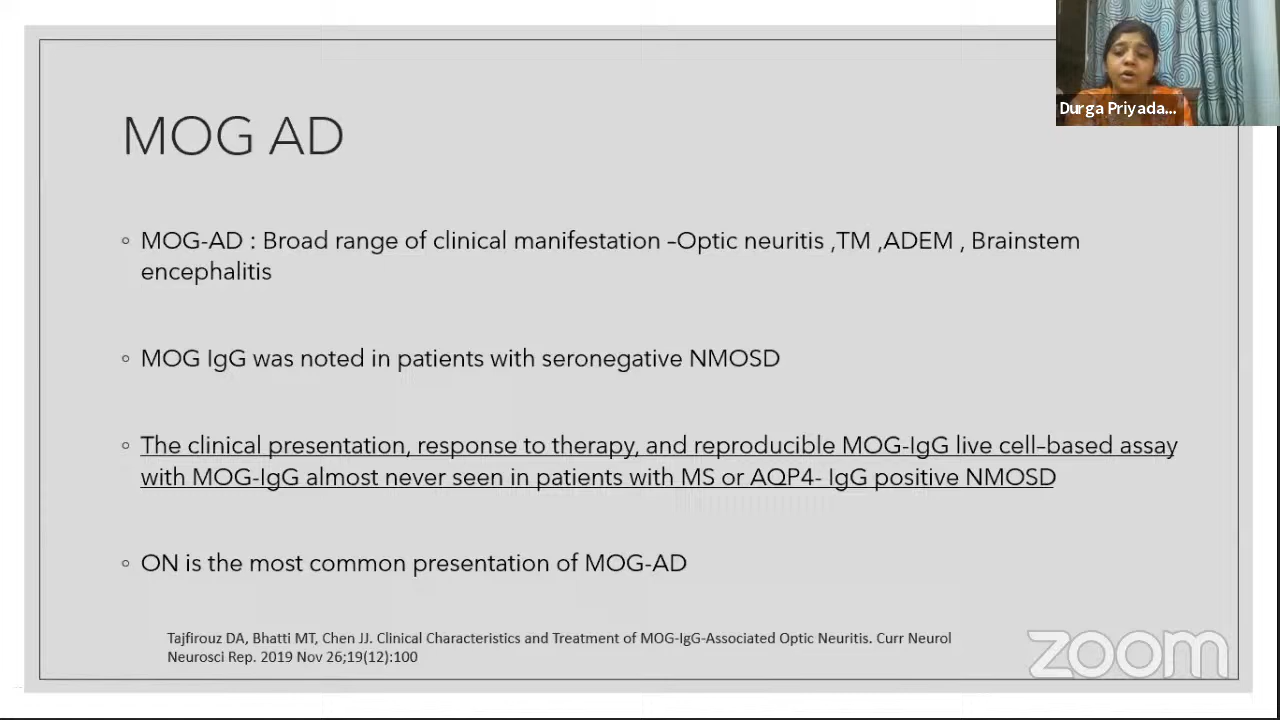 Durga Priyada...
MOG AD
◦ MOG-AD : Broad range of clinical manifestation –Optic neuritis ,TM ,ADEM , Brainstem
encephalitis
◦ MOG IgG was noted in patients with seronegative NMOSD
◦ The clinical presentation, response to therapy, and reproducible MOG-IgG live cell–based assay
with MOG-IgG almost never seen in patients with MS or AQP4- IgG positive NMOSD
◦ ON is the most common presentation of MOG-AD
Tajfirouz DA, Bhatti MT, Chen JJ. Clinical Characteristics and Treatment of MOG-IgG-Associated Optic Neuritis. Curr Neurol
Neurosci Rep. 2019 Nov 26;19(12):100
zoom